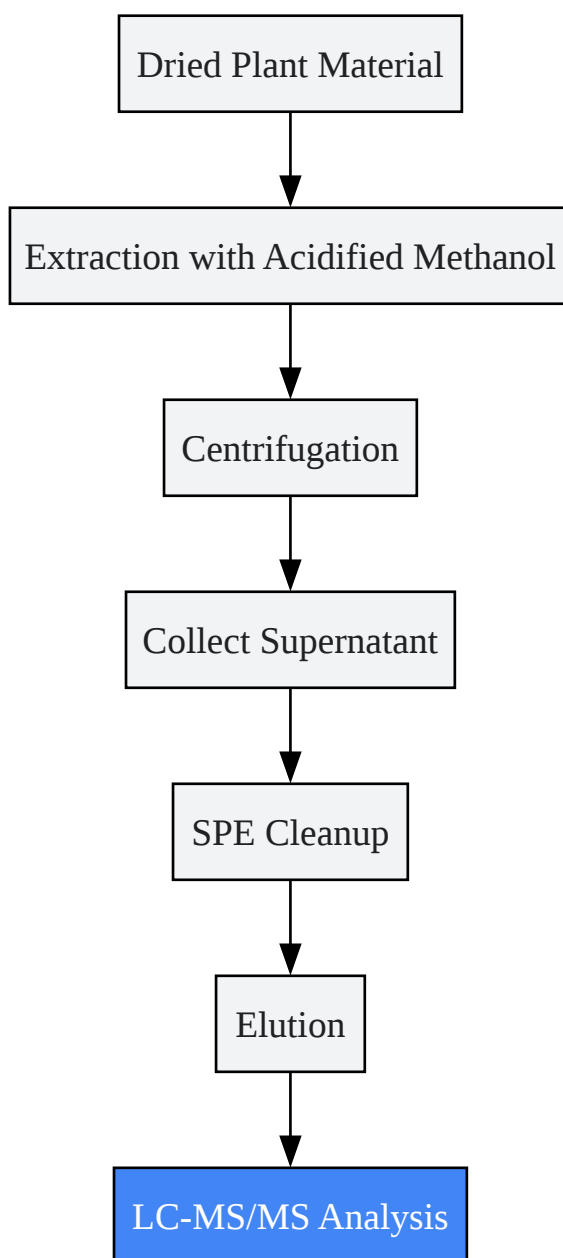 Dried Plant Material
Extraction with Acidified Methanol
Centrifugation
Collect Supernatant
SPE Cleanup
Elution
LC-MS/MS Analysis